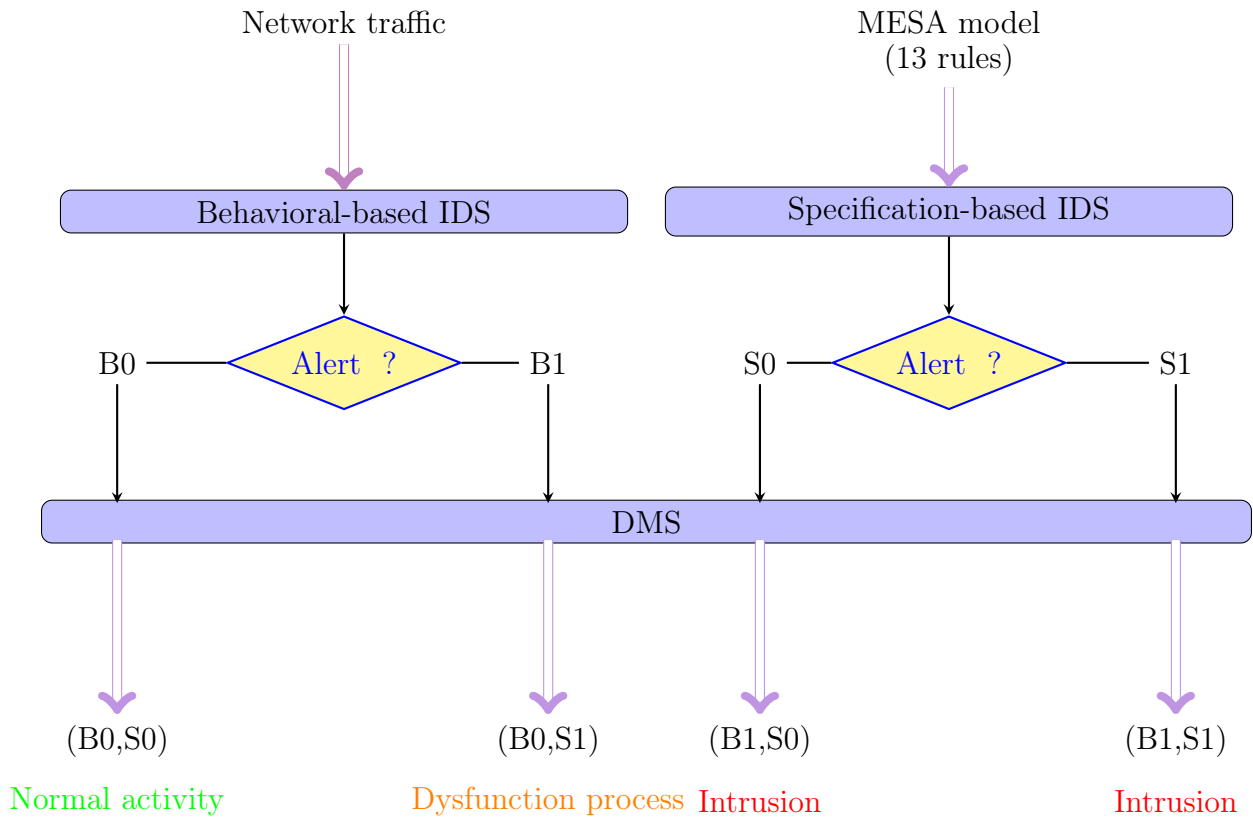 Network traffic
MESA model
(13 rules)
Behavioral-based IDS
Specification-based IDS
B0
Alert ?
B1
S0
Alert ?
S1
DMS
(B0,S0)
(B0,S1)
(B1,S0)
(B1,S1)
Normal activity
Dysfunction process
Intrusion
Intrusion